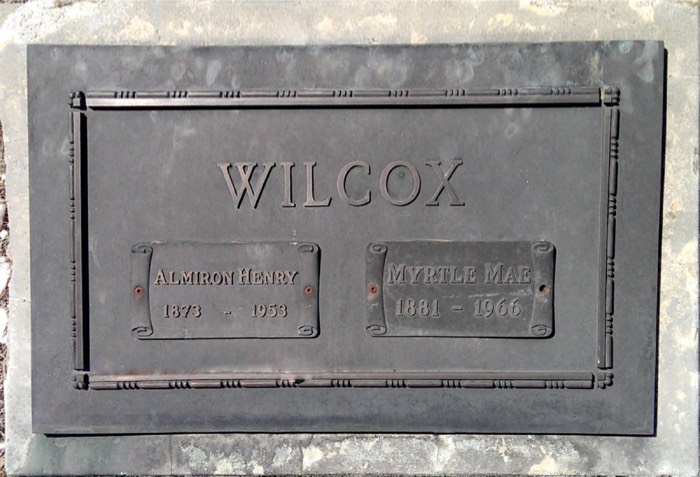 WILCOX
ALMIRON HENRY
1873 - 1953
MYRTLE MAE
1881 - 1966